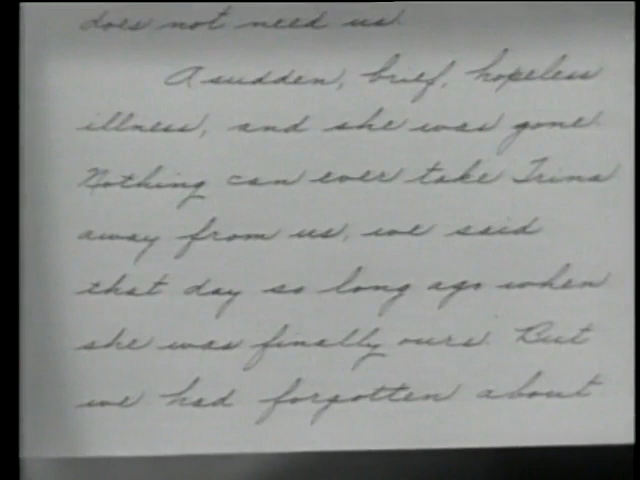 does not need us.
A sudden, brief, hopeless
illness, and she was gone.
Nothing can ever take Trina
away from us, we said
that day so long ago when
she was finally ours. But
we had forgotten about